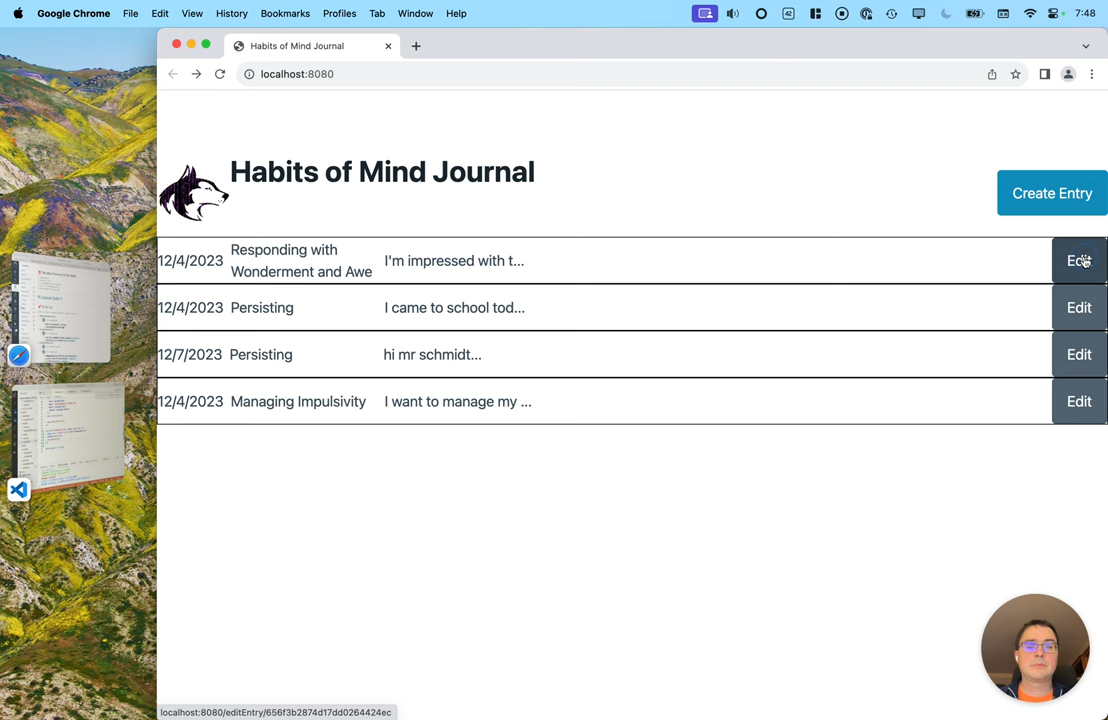 Google Chrome File Edit View History Bookmarks Profiles Tab Window Help 42 7:48
Habits of Mind Journal
localhost:8080
Habits of Mind Journal
Create Entry
12/4/2023 Responding with Wonderment and Awe I'm impressed with t... Edit
12/4/2023 Persisting I came to school tod... Edit
12/7/2023 Persisting hi mr schmidt... Edit
12/4/2023 Managing Impulsivity I want to manage my ... Edit
localhost:8080/editEntry/656f3b2874d17dd0264424ec